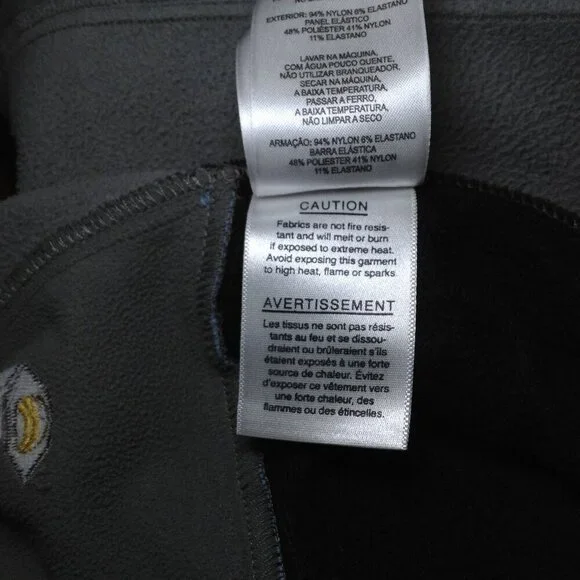 EXTERIOR: 94% NYLON 6% ELASTANO
PANEL ELÁSTICO
48% POLIÉSTER 41% NYLON
11% ELASTANO
LAVAR NA MÁQUINA,
COM ÁGUA POUCO QUENTE,
NÃO UTILIZAR BRANQUEADOR,
SECAR NA MÁQUINA,
A BAIXA TEMPERATURA,
PASSAR A FERRO,
A BAIXA TEMPERATURA,
NÃO LIMPAR A SECO
ARMAÇÃO: 94% NYLON 6% ELASTANO
BARRA ELÁSTICA
48% POLIESTER 41% NYLON
11% ELASTANO
CAUTION
Fabrics are not fire resis-
tant and will melt or burn
if exposed to extreme heat.
Avoid exposing this garment
to high heat, flame or sparks
AVERTISSEMENT
Les tissus ne sont pas résis-
tants au feu et se dissou-
draient ou brûleraient s'ils
étaient exposés à une forte
source de chaleur. Évitez
d'exposer ce vêtement vers
une forte chaleur, des
flammes ou des étincelles.